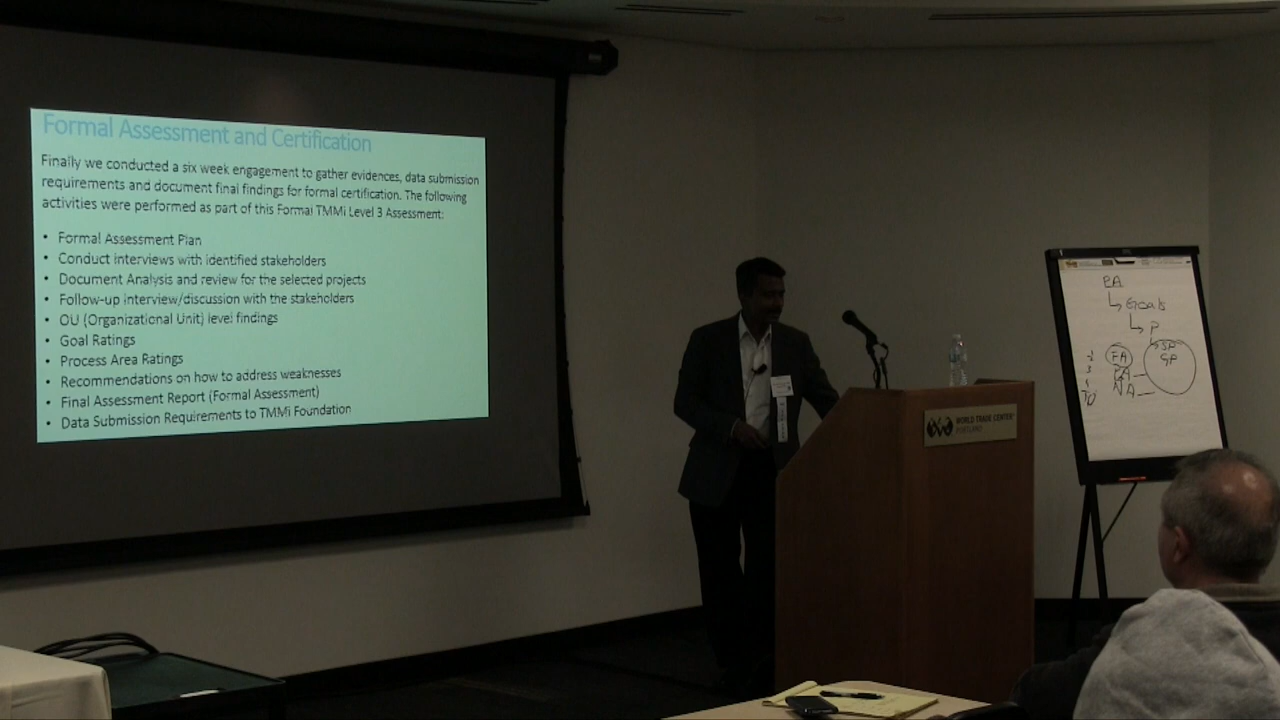 Formal Assessment and Certification
Finally we conducted a six week engagement to gather evidences, data submission
requirements and document final findings for formal certification. The following
activities were performed as part of this Formal TMMi Level 3 Assessment:
• Formal Assessment Plan
• Conduct interviews with identified stakeholders
• Document Analysis and review for the selected projects
• Follow-up interview/discussion with the stakeholders
• OU (Organizational Unit) level findings
• Goal Ratings
• Process Area Ratings
• Recommendations on how to address weaknesses
• Final Assessment Report (Formal Assessment)
• Data Submission Requirements to TMMi Foundation
WORLD TRADE CENTER
PORTLAND
PA
Goals
P
SP
GP
FA
NA